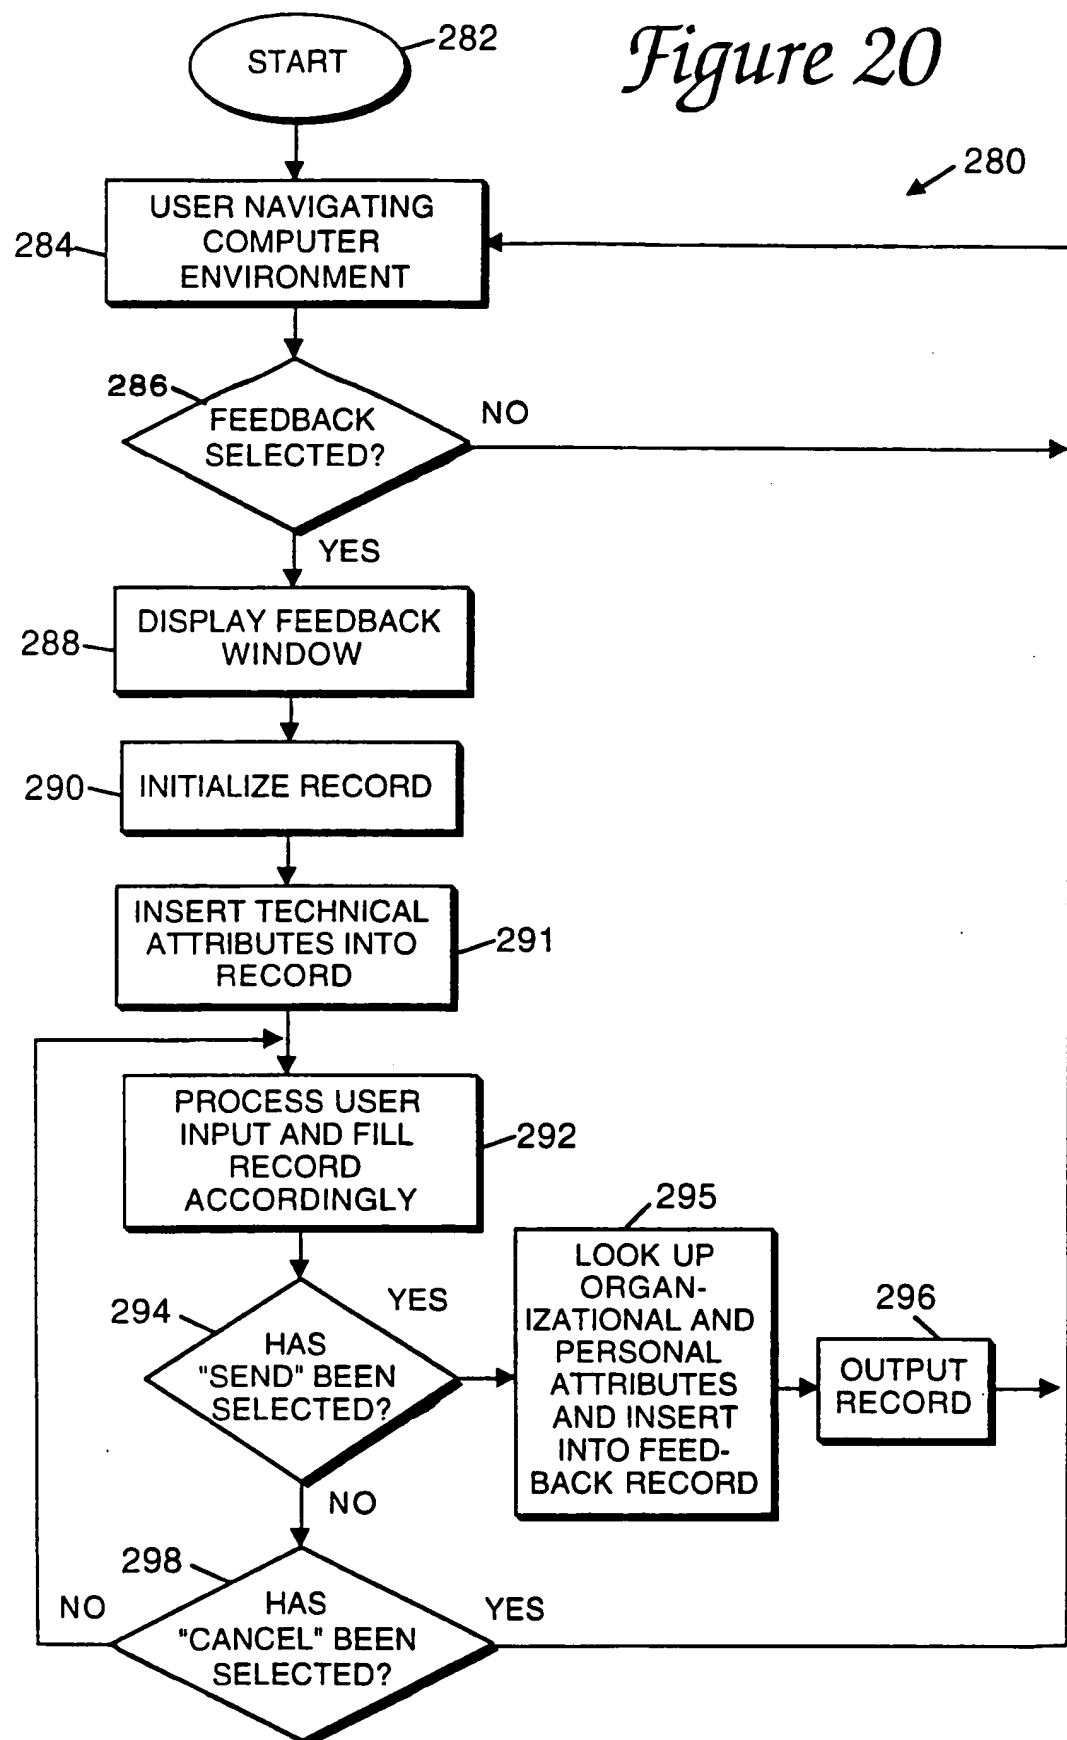 START
282
Figure 20
280
USER NAVIGATING
COMPUTER
ENVIRONMENT
284
286
FEEDBACK
SELECTED?
NO
YES
DISPLAY FEEDBACK
WINDOW
288
INITIALIZE RECORD
290
INSERT TECHNICAL
ATTRIBUTES INTO
RECORD
291
PROCESS USER
INPUT AND FILL
RECORD
ACCORDINGLY
292
294
HAS
"SEND" BEEN
SELECTED?
YES
295
LOOK UP
ORGAN-
IZATIONAL AND
PERSONAL
ATTRIBUTES
AND INSERT
INTO FEED-
BACK RECORD
296
OUTPUT
RECORD
NO
298
HAS
"CANCEL" BEEN
SELECTED?
NO
YES